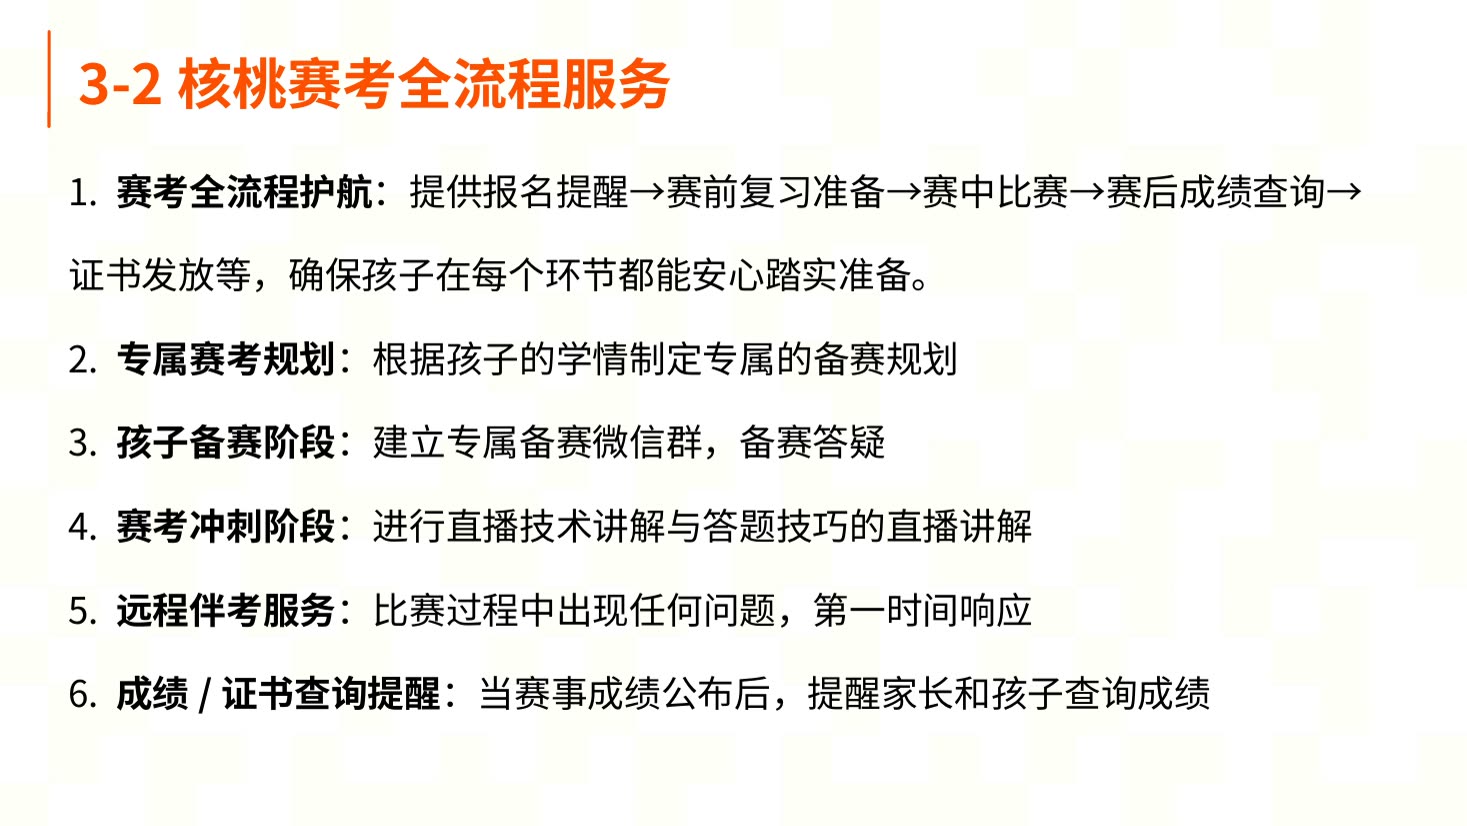 3-2 核桃赛考全流程服务
1. 赛考全流程护航：提供报名提醒→赛前复习准备→赛中比赛→赛后成绩查询→
证书发放等，确保孩子在每个环节都能安心踏实准备。
2. 专属赛考规划：根据孩子的学情制定专属的备赛规划
3. 孩子备赛阶段：建立专属备赛微信群，备赛答疑
4. 赛考冲刺阶段：进行直播技术讲解与答题技巧的直播讲解
5. 远程伴考服务：比赛过程中出现任何问题，第一时间响应
6. 成绩 / 证书查询提醒：当赛事成绩公布后，提醒家长和孩子查询成绩